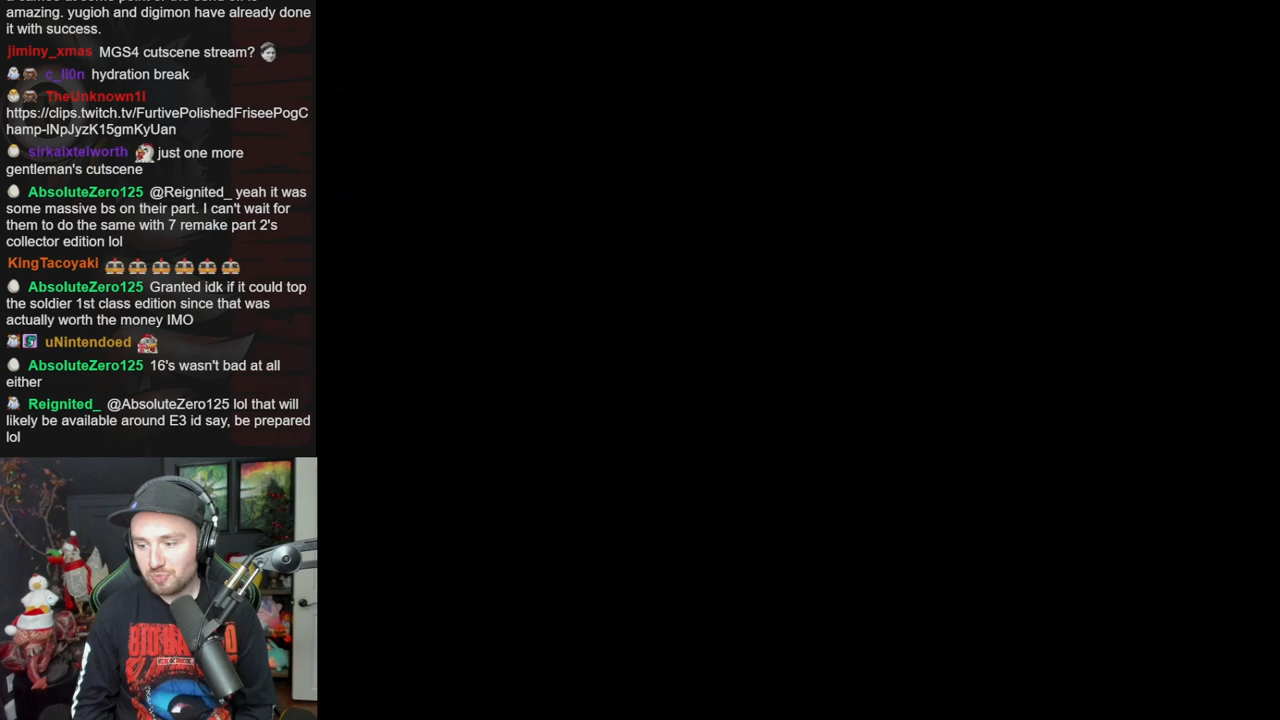 amazing. yugioh and digimon have already done
it with success.
jiminy_xmas MGS4 cutscene stream?
c_ll0n hydration break
TheUnknown1l
https://clips.twitch.tv/FurtivePolishedFriseePogC
hamp-lNpJyzK15gmKyUan
sirkaixtelworth just one more
gentleman's cutscene
AbsoluteZero125 @Reignited_ yeah it was
some massive bs on their part. I can't wait for
them to do the same with 7 remake part 2's
collector edition lol
KingTacoyaki
AbsoluteZero125 Granted idk if it could top
the soldier 1st class edition since that was
actually worth the money IMO
uNintendoed
AbsoluteZero125 16's wasn't bad at all
either
Reignited_ @AbsoluteZero125 lol that will
likely be available around E3 id say, be prepared
lol